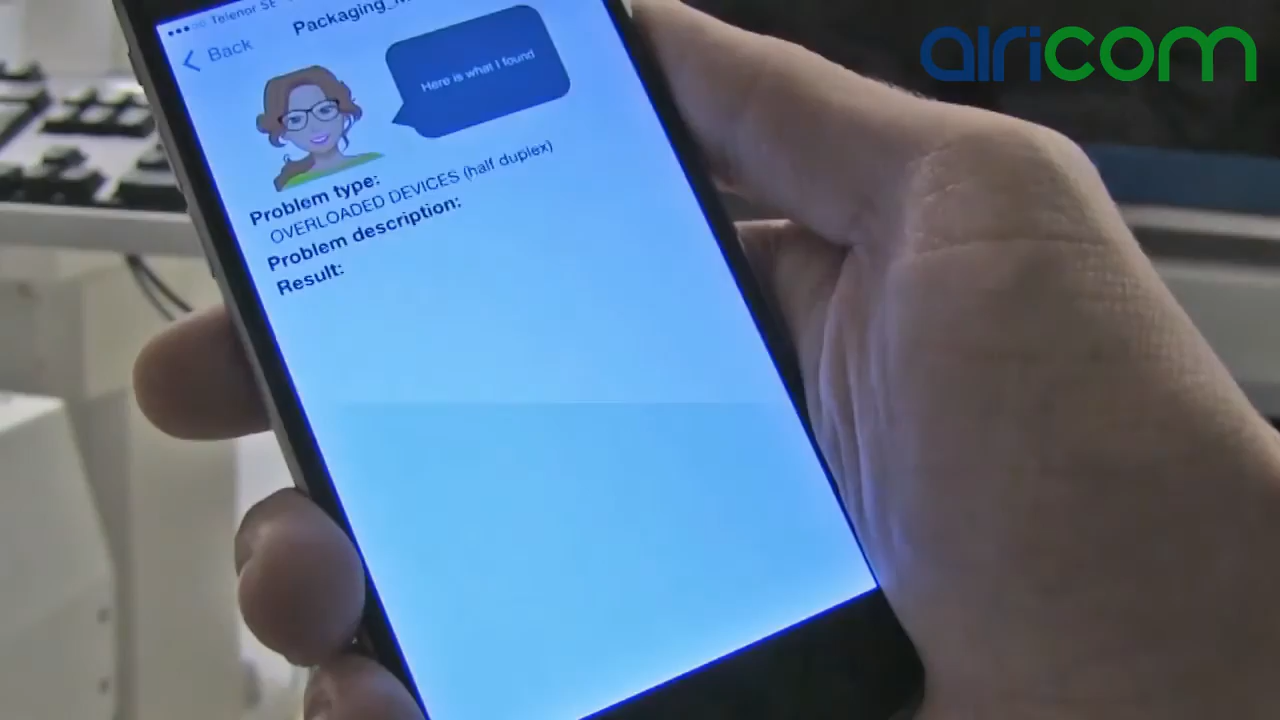 Telenor SE
Back
Packaging_
Here is what I found
Problem type:
OVERLOADED DEVICES (half duplex)
Problem description:
Result:
airicom